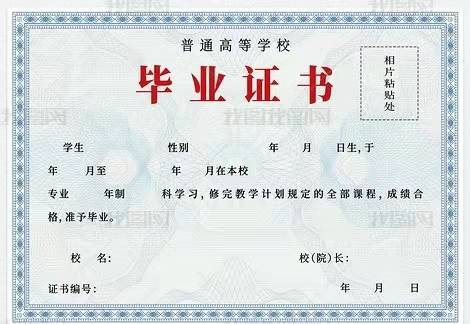 普通高等学校
毕业证书
相片粘贴处
学生 性别 年 月 日生,于
年 月至 年 月在本校
专业 年制 科学习,修完教学计划规定的全部课程,成绩合
格,准予毕业。
校 名: 校(院)长:
证书编号: 年 月 日